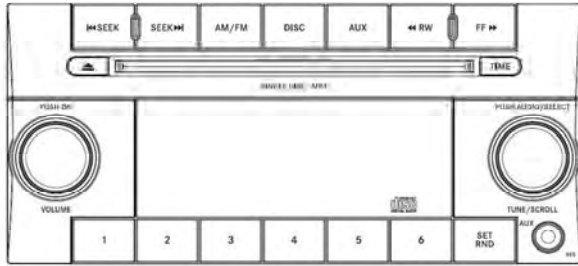 ⏮SEEK SEEK⏭ AM/FM DISC AUX ◀◀ RW FF ▶▶
TIME
PUSH ON/ PUSH AUDIO/SELECT
VOLUME TUNE/SCROLL
AUX
1 2 3 4 5 6 SET
RND